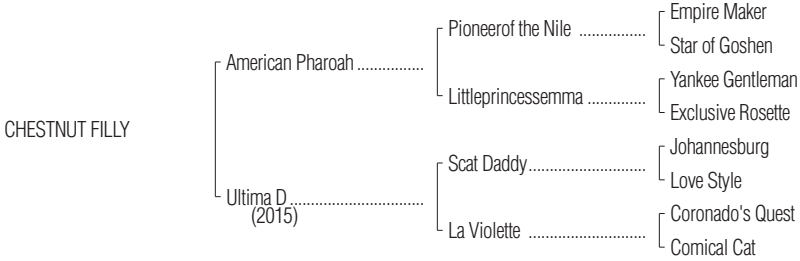 Empire Maker
Pioneerof the Nile ................
Star of Goshen
American Pharoah ................
Yankee Gentleman
Littleprincessemma ..............
Exclusive Rosette
CHESTNUT FILLY
Johannesburg
Scat Daddy............................
Love Style
Ultima D ................................
(2015)
Coronado's Quest
La Violette ............................
Comical Cat